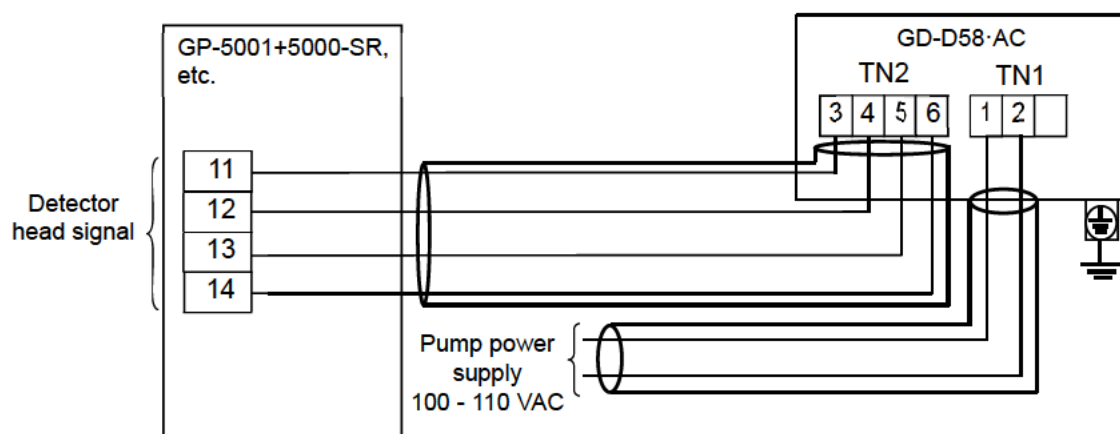 GP-5001+5000-SR,
etc.
GD-D58·AC
TN2
TN1
3 4 5 6
1 2
11
12
13
14
Detector
head signal
Pump power
supply
100 - 110 VAC